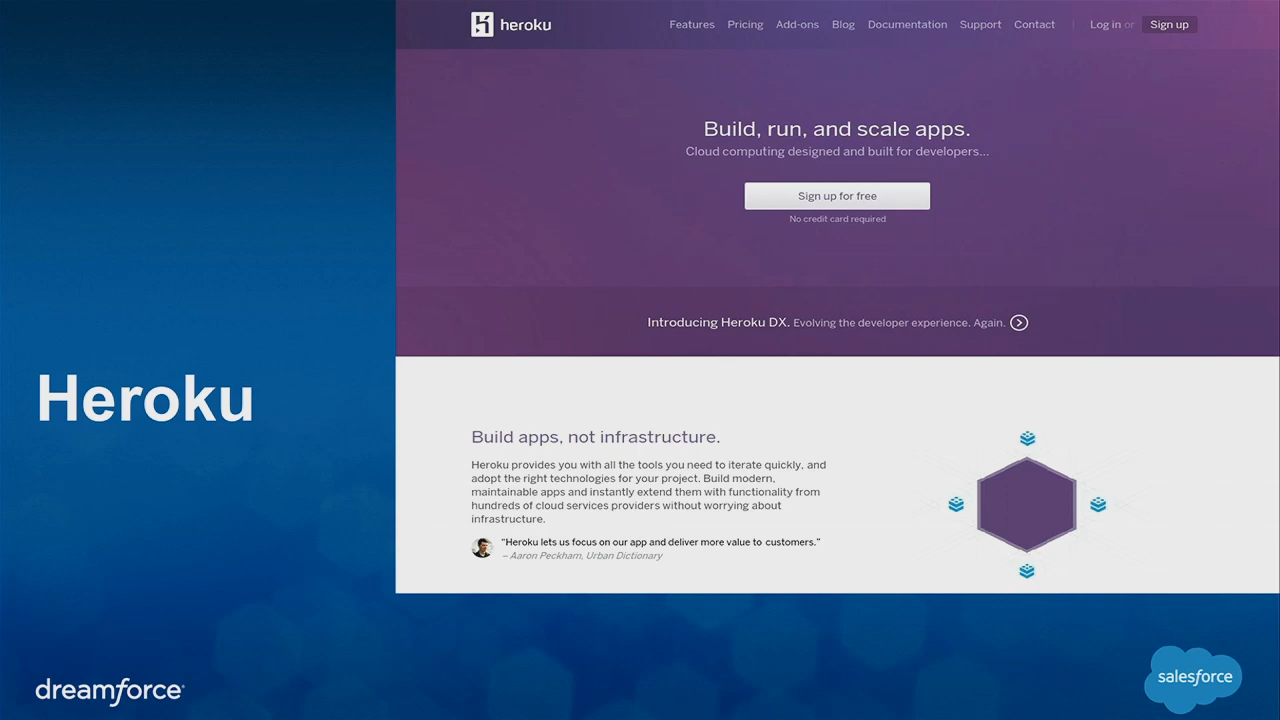 heroku
Features Pricing Add-ons Blog Documentation Support Contact | Log in or Sign up
Build, run, and scale apps.
Cloud computing designed and built for developers...
Sign up for free
No credit card required
Introducing Heroku DX. Evolving the developer experience. Again.
Heroku
Build apps, not infrastructure.
Heroku provides you with all the tools you need to iterate quickly, and
adopt the right technologies for your project. Build modern,
maintainable apps and instantly extend them with functionality from
hundreds of cloud services providers without worrying about
infrastructure.
“Heroku lets us focus on our app and deliver more value to customers.”
– Aaron Peckham, Urban Dictionary
dreamforce®
salesforce